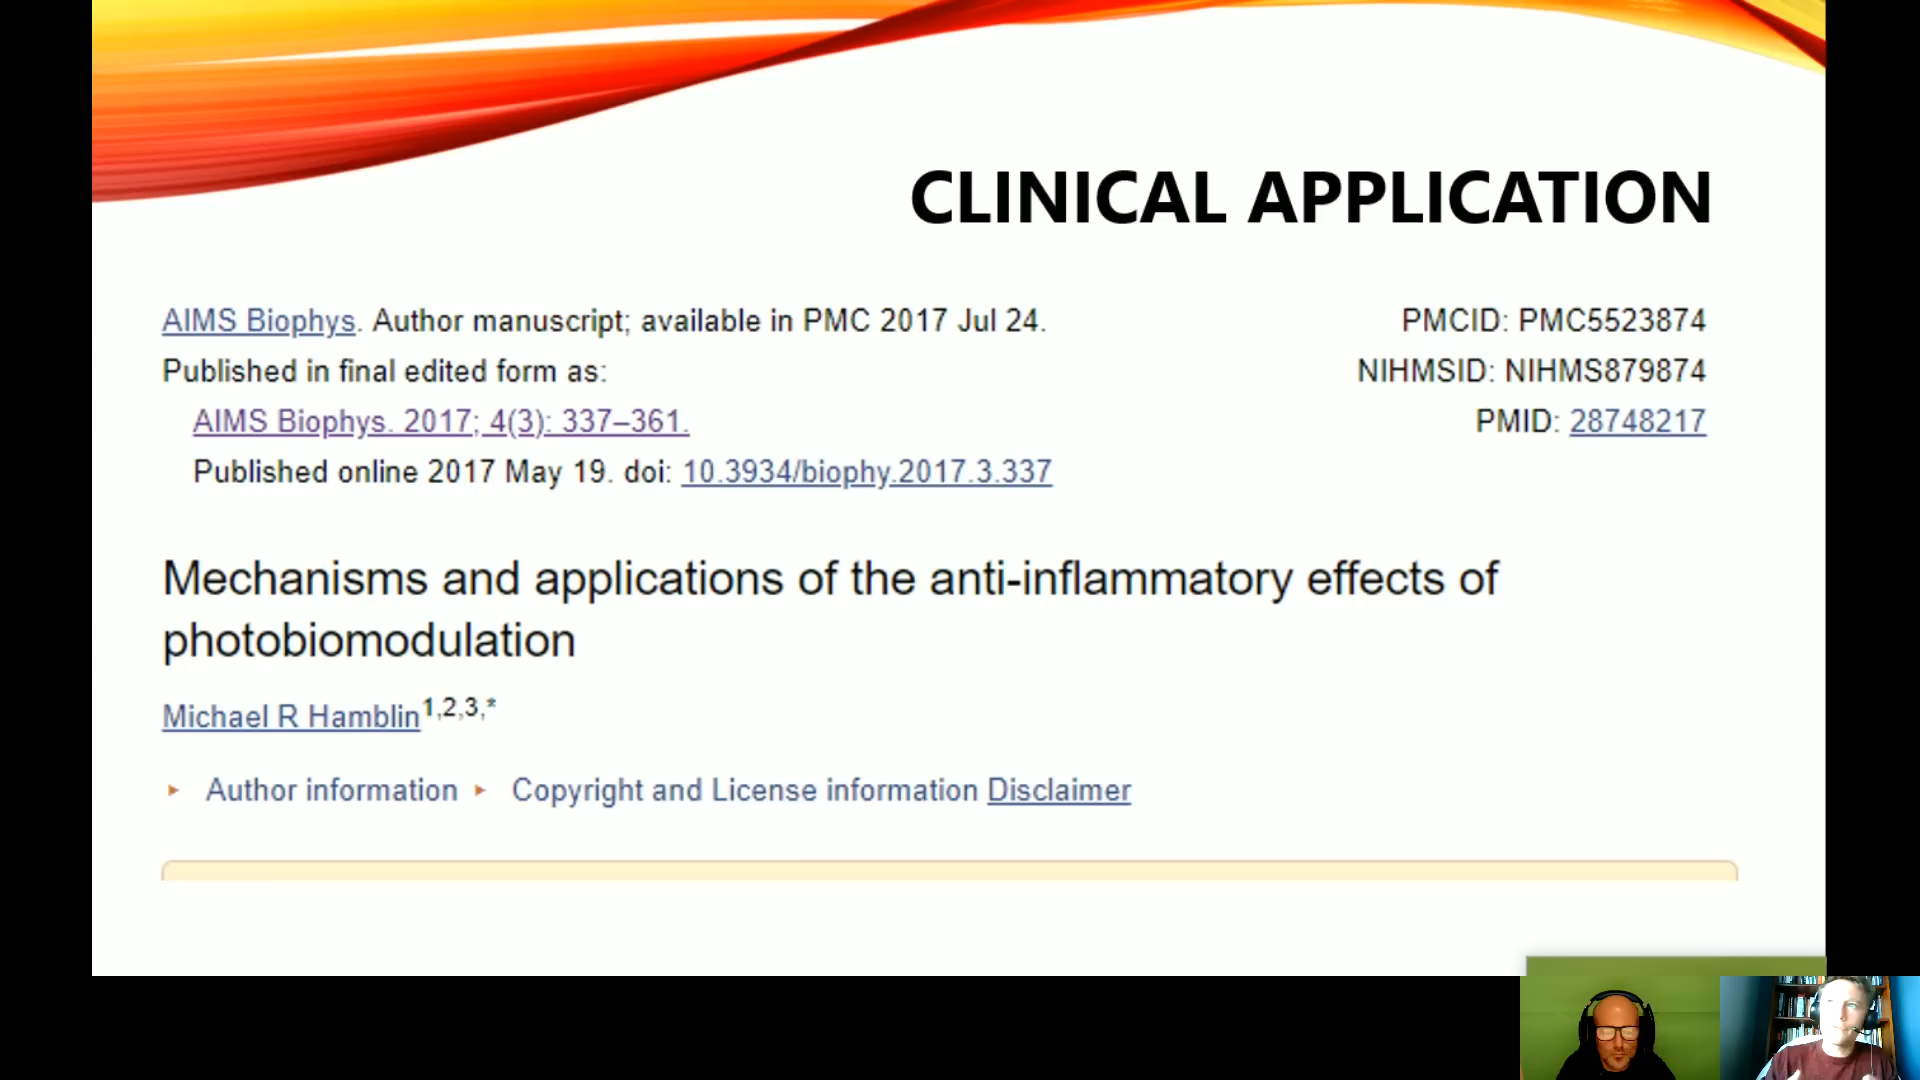 CLINICAL APPLICATION
AIMS Biophys. Author manuscript; available in PMC 2017 Jul 24.
PMCID: PMC5523874
Published in final edited form as:
NIHMSID: NIHMS879874
AIMS Biophys. 2017; 4(3): 337–361.
PMID: 28748217
Published online 2017 May 19. doi: 10.3934/biophy.2017.3.337
Mechanisms and applications of the anti-inflammatory effects of
photobiomodulation
Michael R Hamblin1,2,3,*
▸ Author information ▸ Copyright and License information Disclaimer